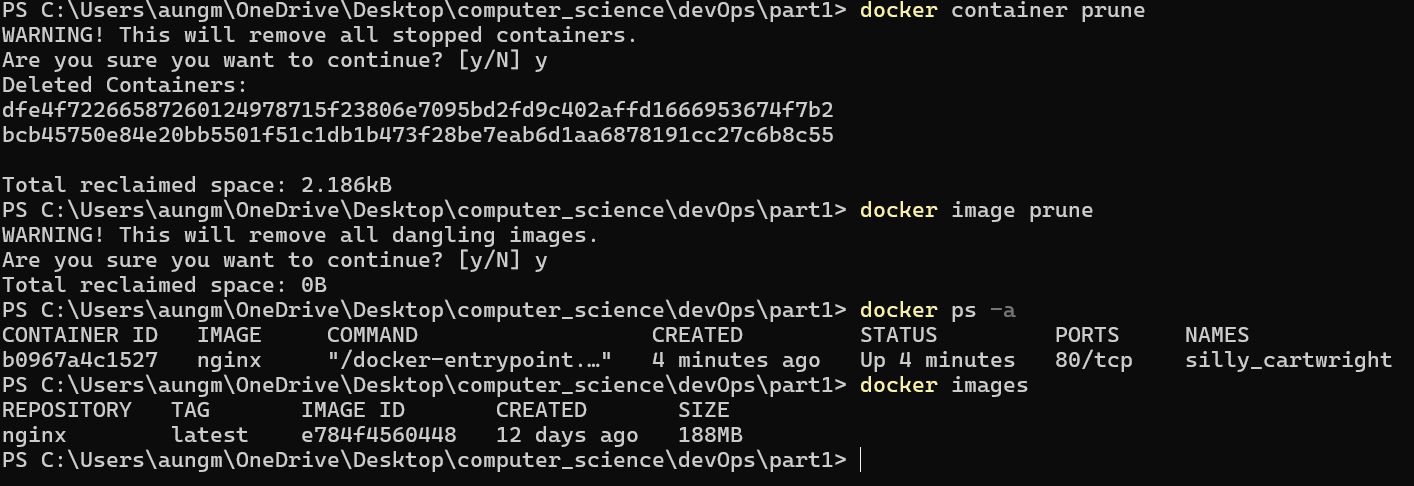 PS C:\Users\aungm\OneDrive\Desktop\computer_science\devOps\part1> docker container prune
WARNING! This will remove all stopped containers.
Are you sure you want to continue? [y/N] y
Deleted Containers:
dfe4f72266587260124978715f23806e7095bd2fd9c402affd1666953674f7b2
bcb45750e84e20bb5501f51c1db1b473f28be7eab6d1aa6878191cc27c6b8c55
Total reclaimed space: 2.186kB
PS C:\Users\aungm\OneDrive\Desktop\computer_science\devOps\part1> docker image prune
WARNING! This will remove all dangling images.
Are you sure you want to continue? [y/N] y
Total reclaimed space: 0B
PS C:\Users\aungm\OneDrive\Desktop\computer_science\devOps\part1> docker ps -a
CONTAINER ID   IMAGE     COMMAND                  CREATED         STATUS         PORTS     NAMES
b0967a4c1527   nginx     "/docker-entrypoint.…"   4 minutes ago   Up 4 minutes   80/tcp    silly_cartwright
PS C:\Users\aungm\OneDrive\Desktop\computer_science\devOps\part1> docker images
REPOSITORY   TAG       IMAGE ID       CREATED       SIZE
nginx        latest    e784f4560448   12 days ago   188MB
PS C:\Users\aungm\OneDrive\Desktop\computer_science\devOps\part1>